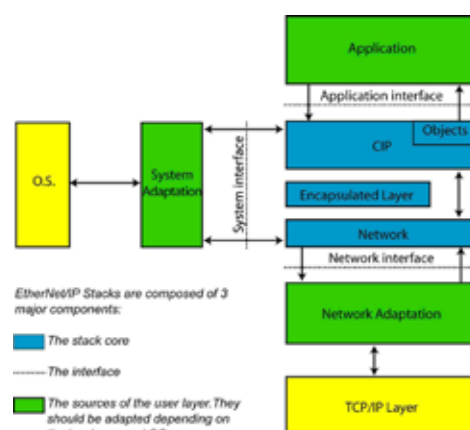 Application
Application interface
Objects
CIP
O.S.
System
Adaptation
System interface
Encapsulated Layer
Network
Network interface
EtherNet/IP Stacks are composed of 3
major components:
The stack core
The interface
Network Adaptation
The sources of the user layer. They
should be adapted depending on
TCP/IP Layer